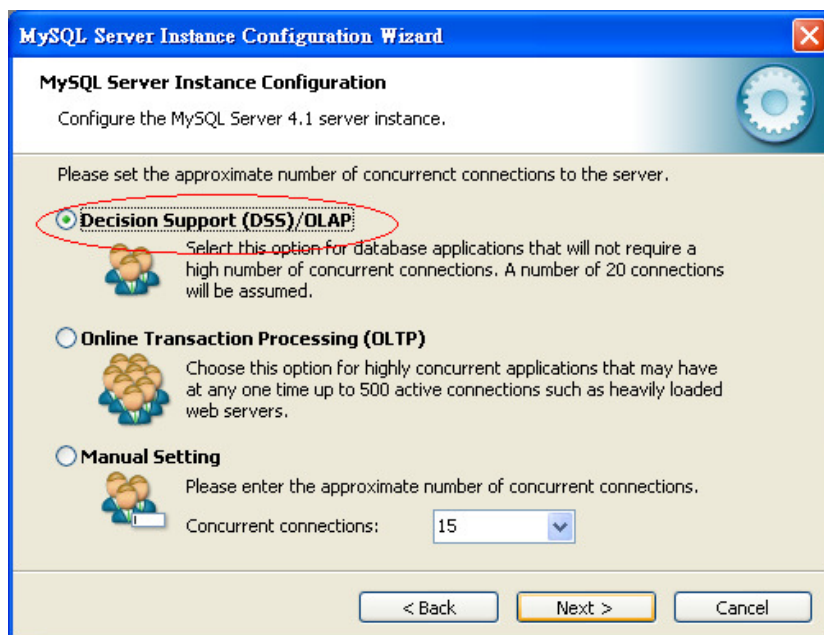 MySQL Server Instance Configuration Wizard
MySQL Server Instance Configuration
Configure the MySQL Server 4.1 server instance.
Please set the approximate number of concurrenct connections to the server.
Decision Support (DSS)/OLAP
Select this option for database applications that will not require a
high number of concurrent connections. A number of 20 connections
will be assumed.
Online Transaction Processing (OLTP)
Choose this option for highly concurrent applications that may have
at any one time up to 500 active connections such as heavily loaded
web servers.
Manual Setting
Please enter the approximate number of concurrent connections.
Concurrent connections: 15
< Back Next > Cancel